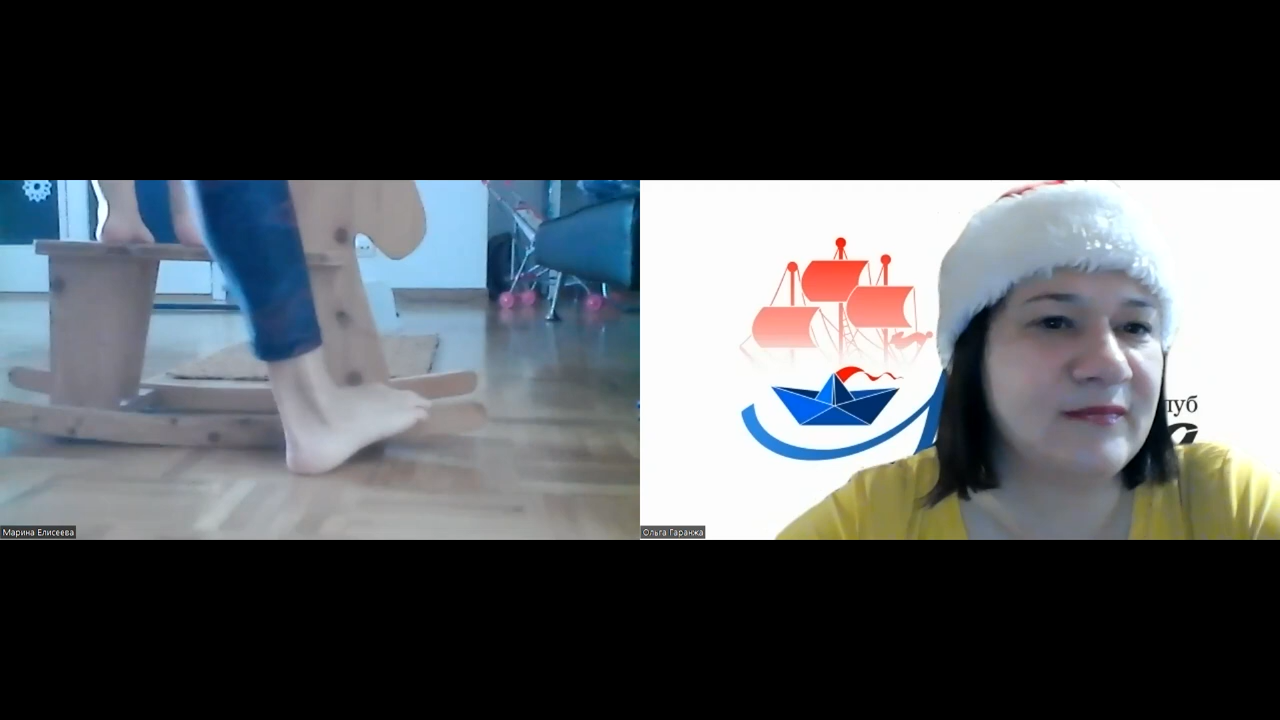 луб
а
Марина Елисеева
Ольга Гаранжа